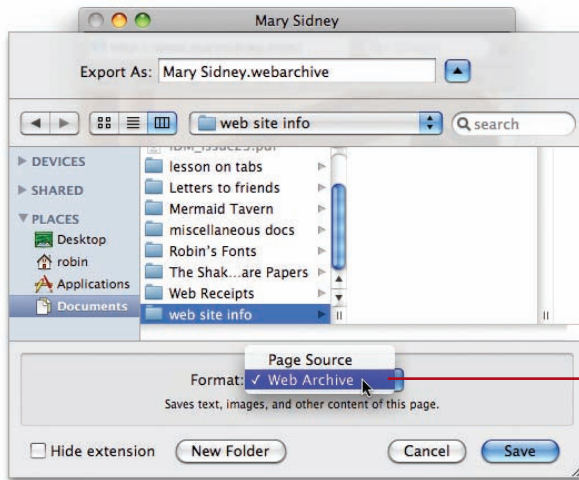 Mary Sidney
Export As: Mary Sidney.webarchive
web site info
search
DEVICES
SHARED
PLACES
Desktop
robin
Applications
Documents
lesson on tabs
Letters to friends
Mermaid Tavern
miscellaneous docs
Robin's Fonts
The Shak...are Papers
Web Receipts
web site info
Page Source
Format: ✓ Web Archive
Saves text, images, and other content of this page.
Hide extension
New Folder
Cancel
Save